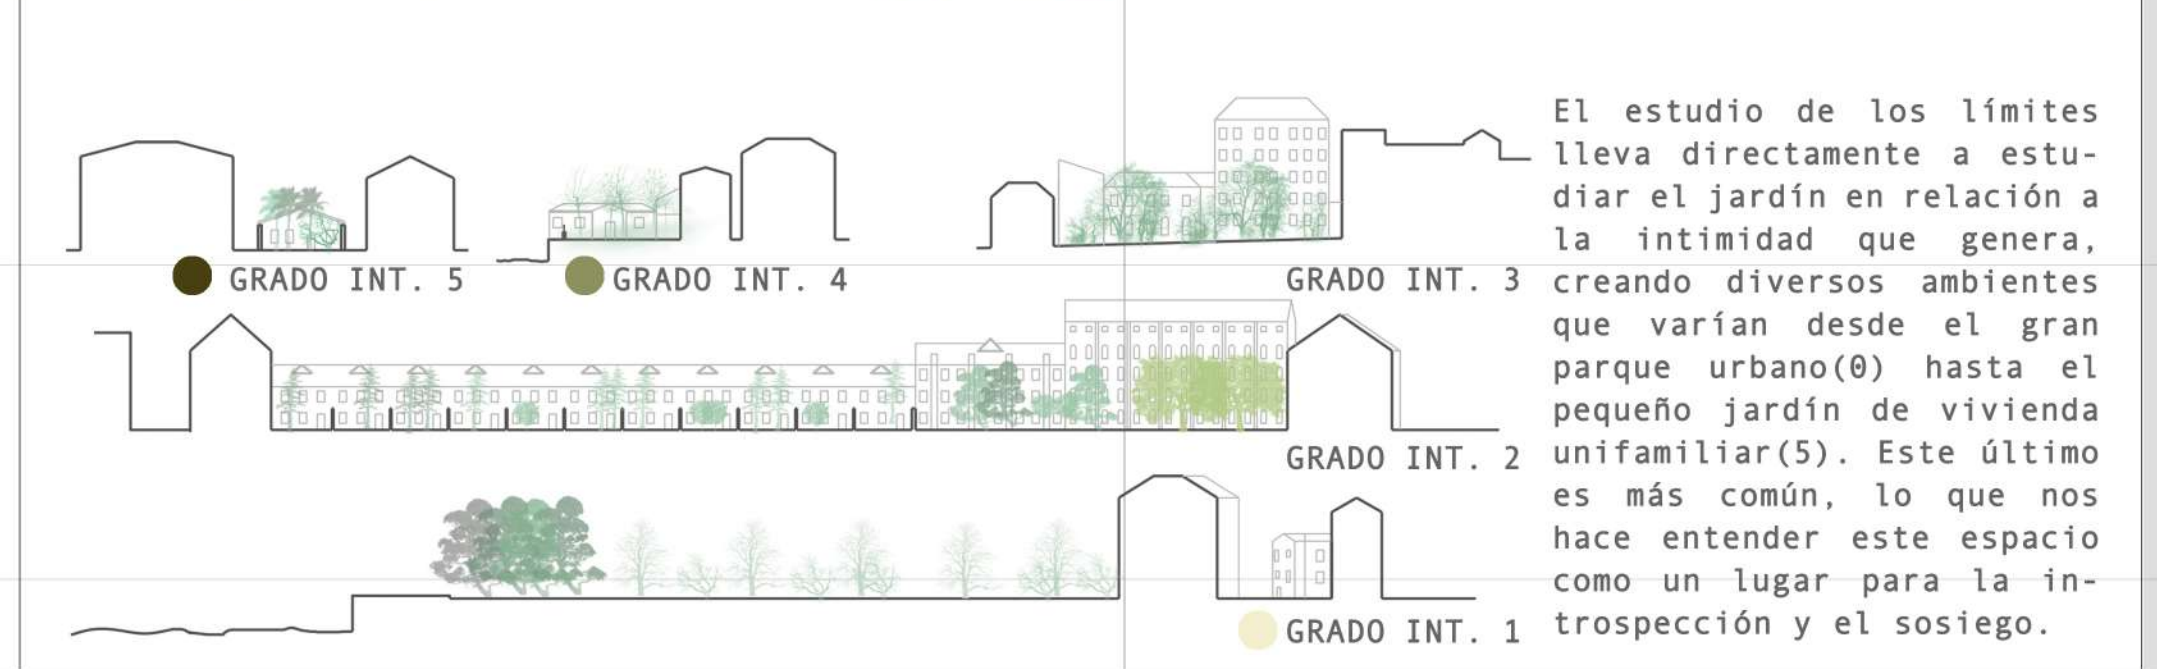 GRADO INT. 5
GRADO INT. 4
GRADO INT. 3
GRADO INT. 2
GRADO INT. 1
El estudio de los límites
lleva directamente a estu-
diar el jardín en relación a
la intimidad que genera,
creando diversos ambientes
que varían desde el gran
parque urbano(0) hasta el
pequeño jardín de vivienda
unifamiliar(5). Este último
es más común, lo que nos
hace entender este espacio
como un lugar para la in-
trospección y el sosiego.